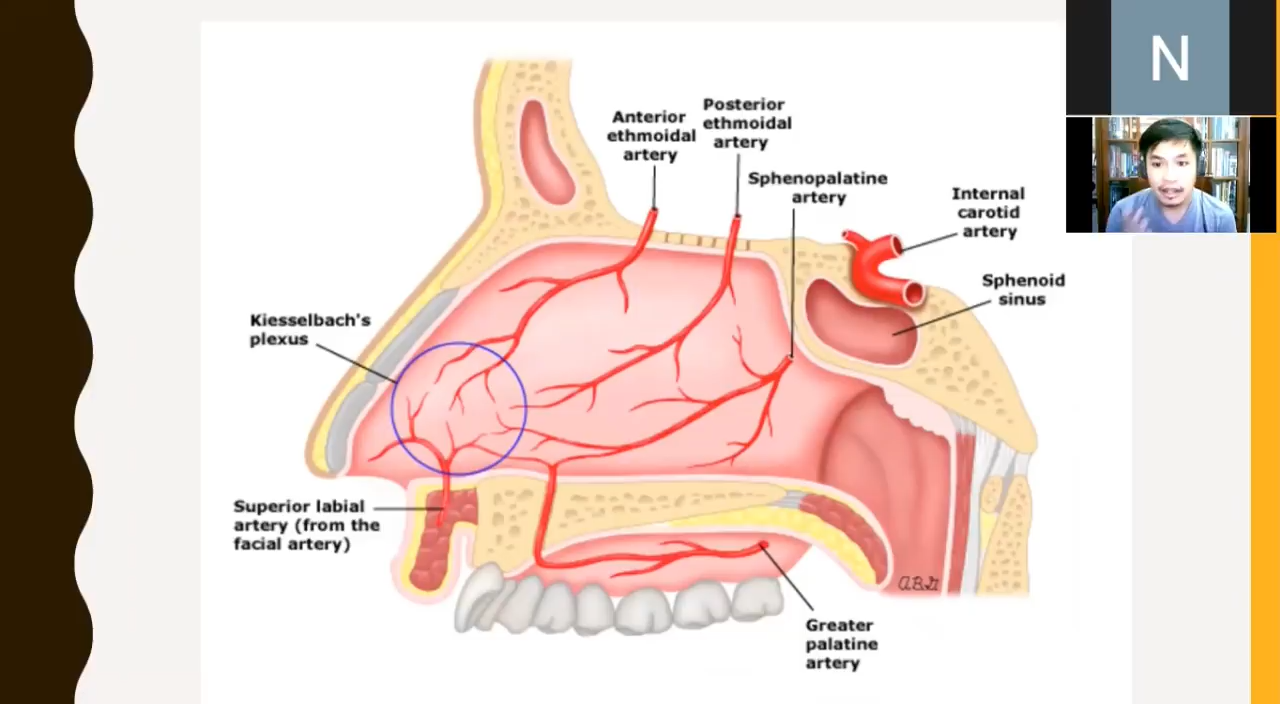 N
Anterior
ethmoidal
artery
Posterior
ethmoidal
artery
Sphenopalatine
artery
Internal
carotid
artery
Sphenoid
sinus
Kiesselbach's
plexus
Superior labial
artery (from the
facial artery)
Greater
palatine
artery